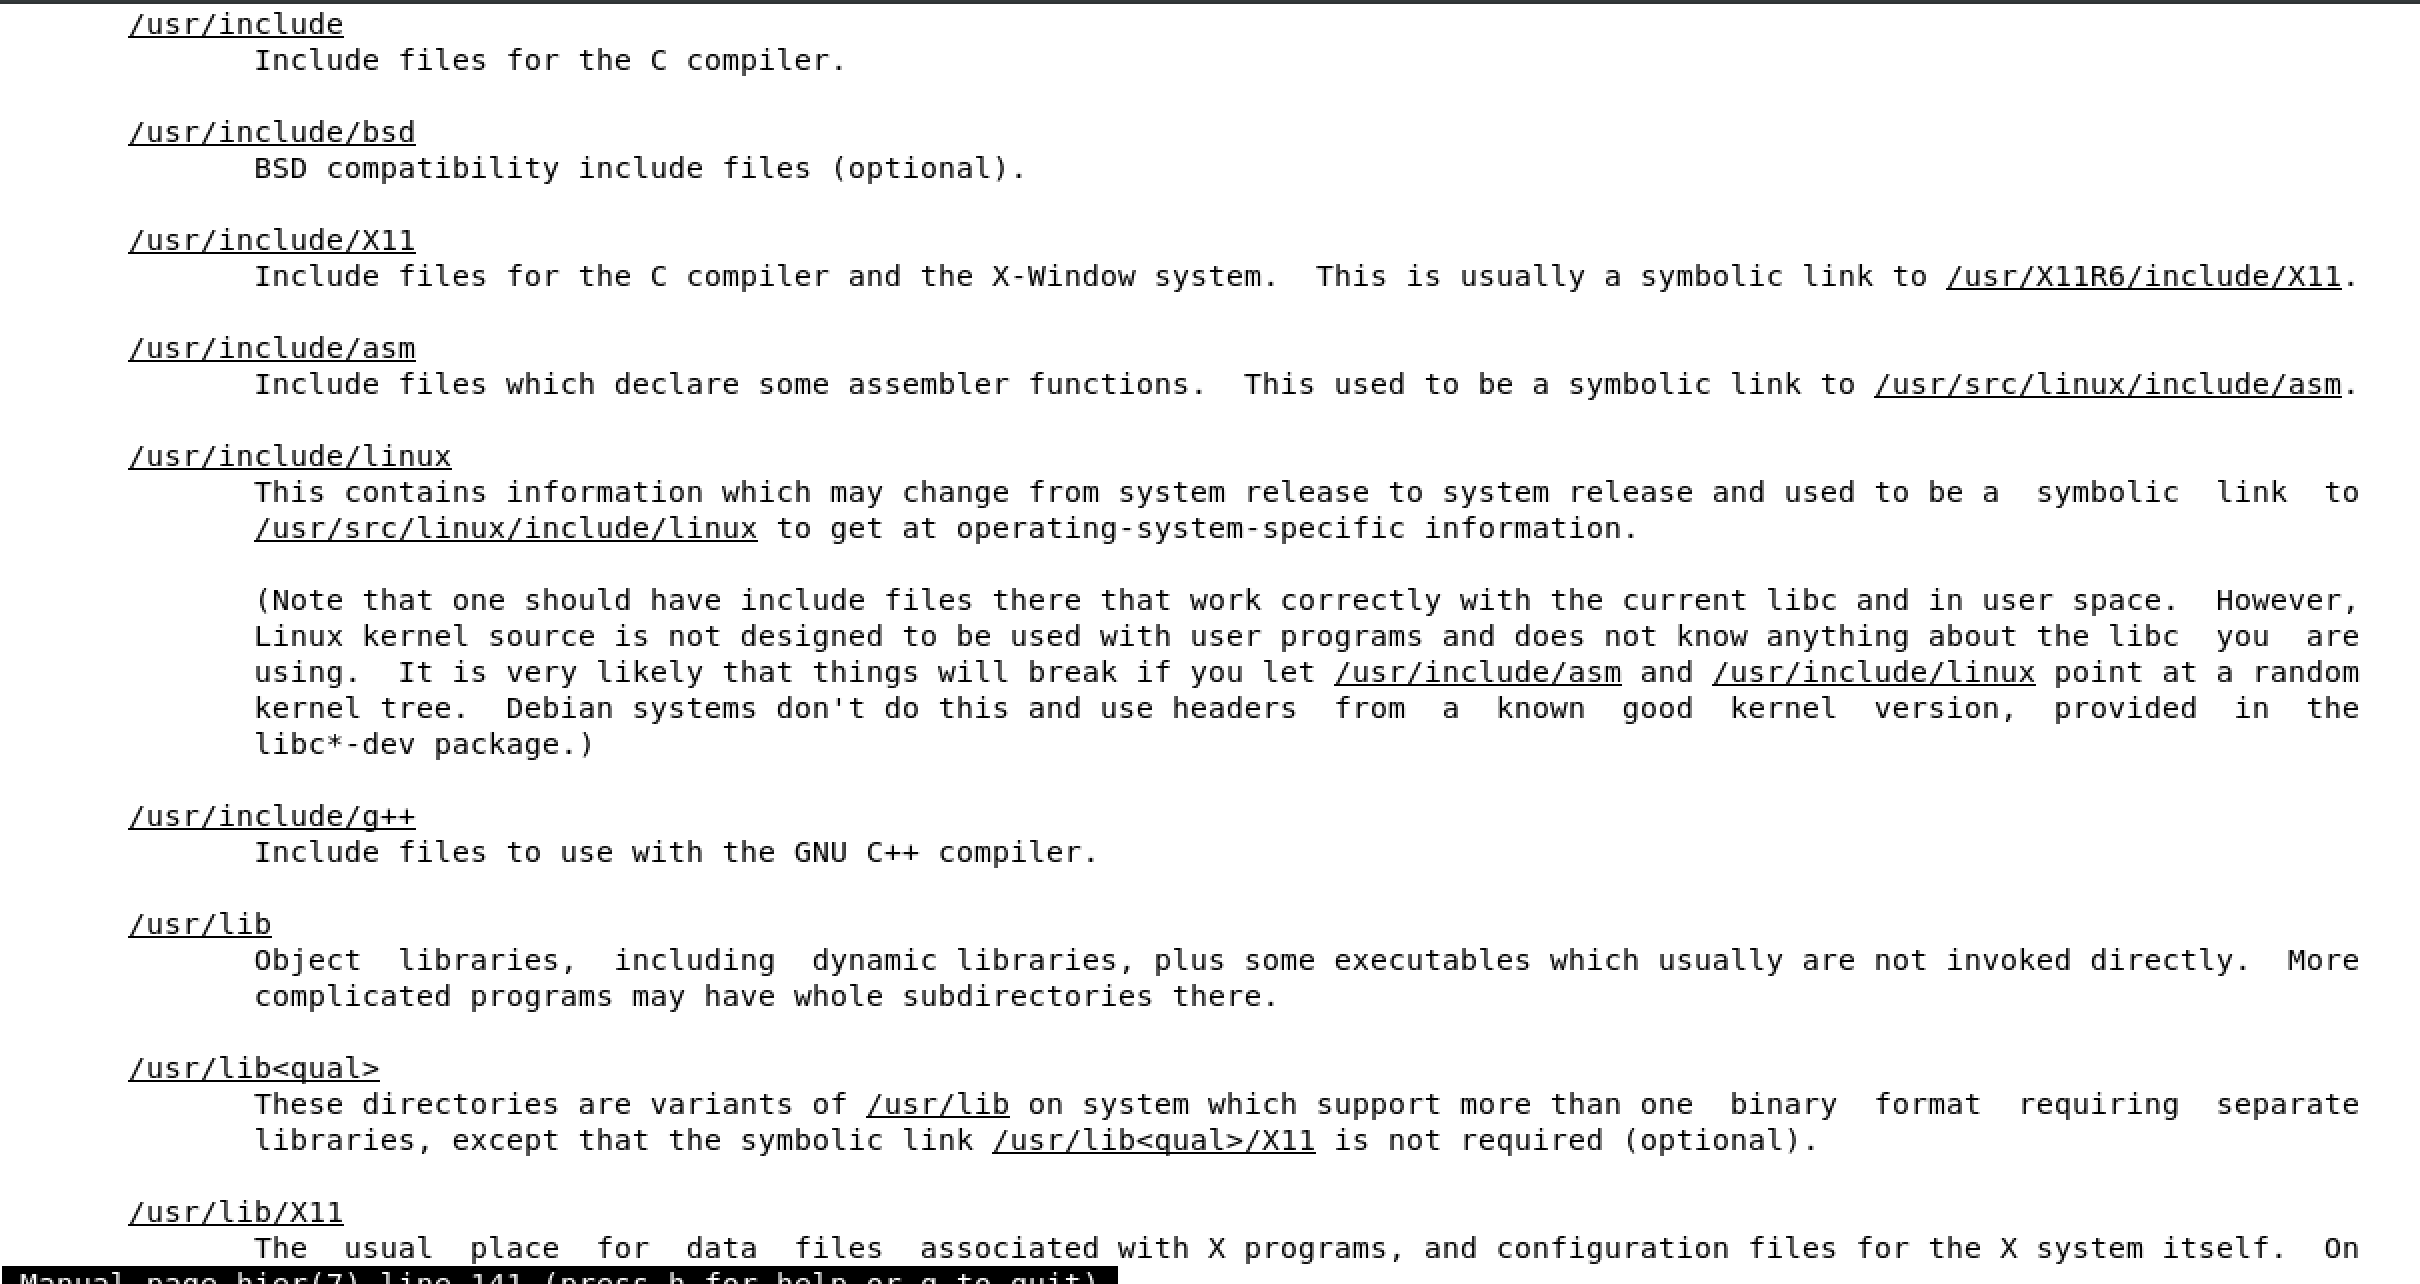 /usr/include
Include files for the C compiler.
/usr/include/bsd
BSD compatibility include files (optional).
/usr/include/X11
Include files for the C compiler and the X-Window system.  This is usually a symbolic link to /usr/X11R6/include/X11.
/usr/include/asm
Include files which declare some assembler functions.  This used to be a symbolic link to /usr/src/linux/include/asm.
/usr/include/linux
This contains information which may change from system release to system release and used to be a  symbolic  link  to
/usr/src/linux/include/linux to get at operating-system-specific information.
(Note that one should have include files there that work correctly with the current libc and in user space.  However,
Linux kernel source is not designed to be used with user programs and does not know anything about the libc  you  are
using.  It is very likely that things will break if you let /usr/include/asm and /usr/include/linux point at a random
kernel tree.  Debian systems don't do this and use headers  from  a  known  good  kernel  version,  provided  in  the
libc*-dev package.)
/usr/include/g++
Include files to use with the GNU C++ compiler.
/usr/lib
Object  libraries,  including  dynamic libraries, plus some executables which usually are not invoked directly.  More
complicated programs may have whole subdirectories there.
/usr/lib<qual>
These directories are variants of /usr/lib on system which support more than one  binary  format  requiring  separate
libraries, except that the symbolic link /usr/lib<qual>/X11 is not required (optional).
/usr/lib/X11
The  usual  place  for  data  files  associated with X programs, and configuration files for the X system itself.  On
Manual page hier(7) line 141 (press h for help or q to quit)